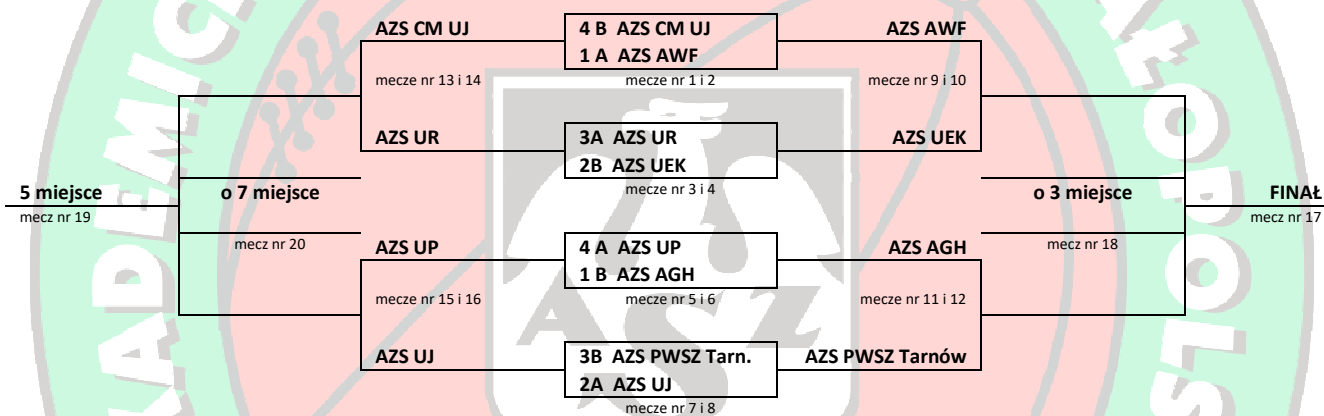 AZS CM UJ 4 B AZS CM UJ AZS AWF
1 A AZS AWF
mecze nr 13 i 14 mecze nr 1 i 2 mecze nr 9 i 10
AZS UR 3A AZS UR AZS UEK
2B AZS UEK
5 miejsce o 7 miejsce mecze nr 3 i 4 o 3 miejsce FINAŁ
mecz nr 19 mecz nr 17
mecz nr 20 AZS UP 4 A AZS UP AZS AGH mecz nr 18
1 B AZS AGH
mecze nr 15 i 16 mecze nr 5 i 6 mecze nr 11 i 12
AZS UJ 3B AZS PWSZ Tarn. AZS PWSZ Tarnów
2A AZS UJ
mecze nr 7 i 8
KADEMIC
AŁOPOLS
AZS